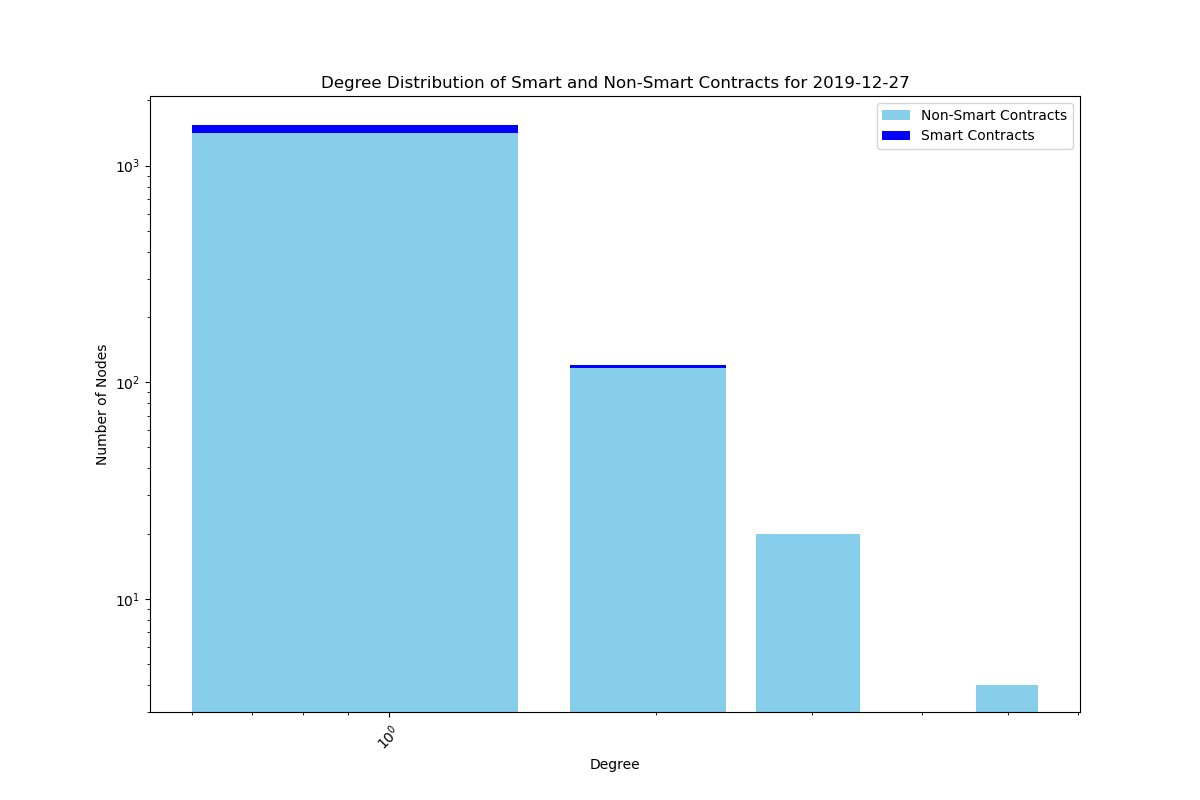 Degree Distribution of Smart and Non-Smart Contracts for 2019-12-27
Non-Smart Contracts
Smart Contracts
10³
10²
10¹
Number of Nodes
10⁰
Degree